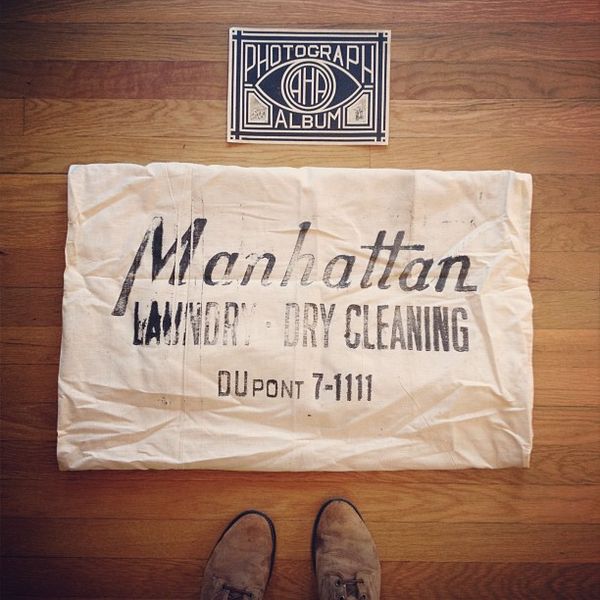 PHOTOGRAPH
AHA
ALBUM
Manhattan
LAUNDRY · DRY CLEANING
DUPONT 7-1111